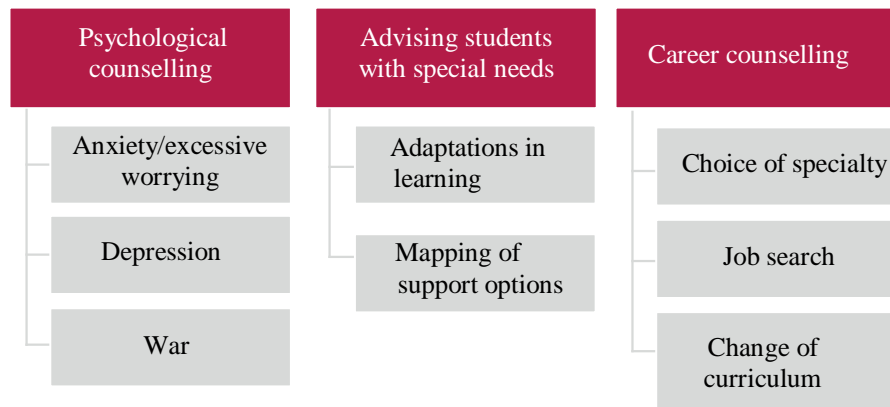 Psychological
counselling
Anxiety/excessive
worrying
Depression
War
Advising students
with special needs
Adaptations in
learning
Mapping of
support options
Career counselling
Choice of specialty
Job search
Change of
curriculum